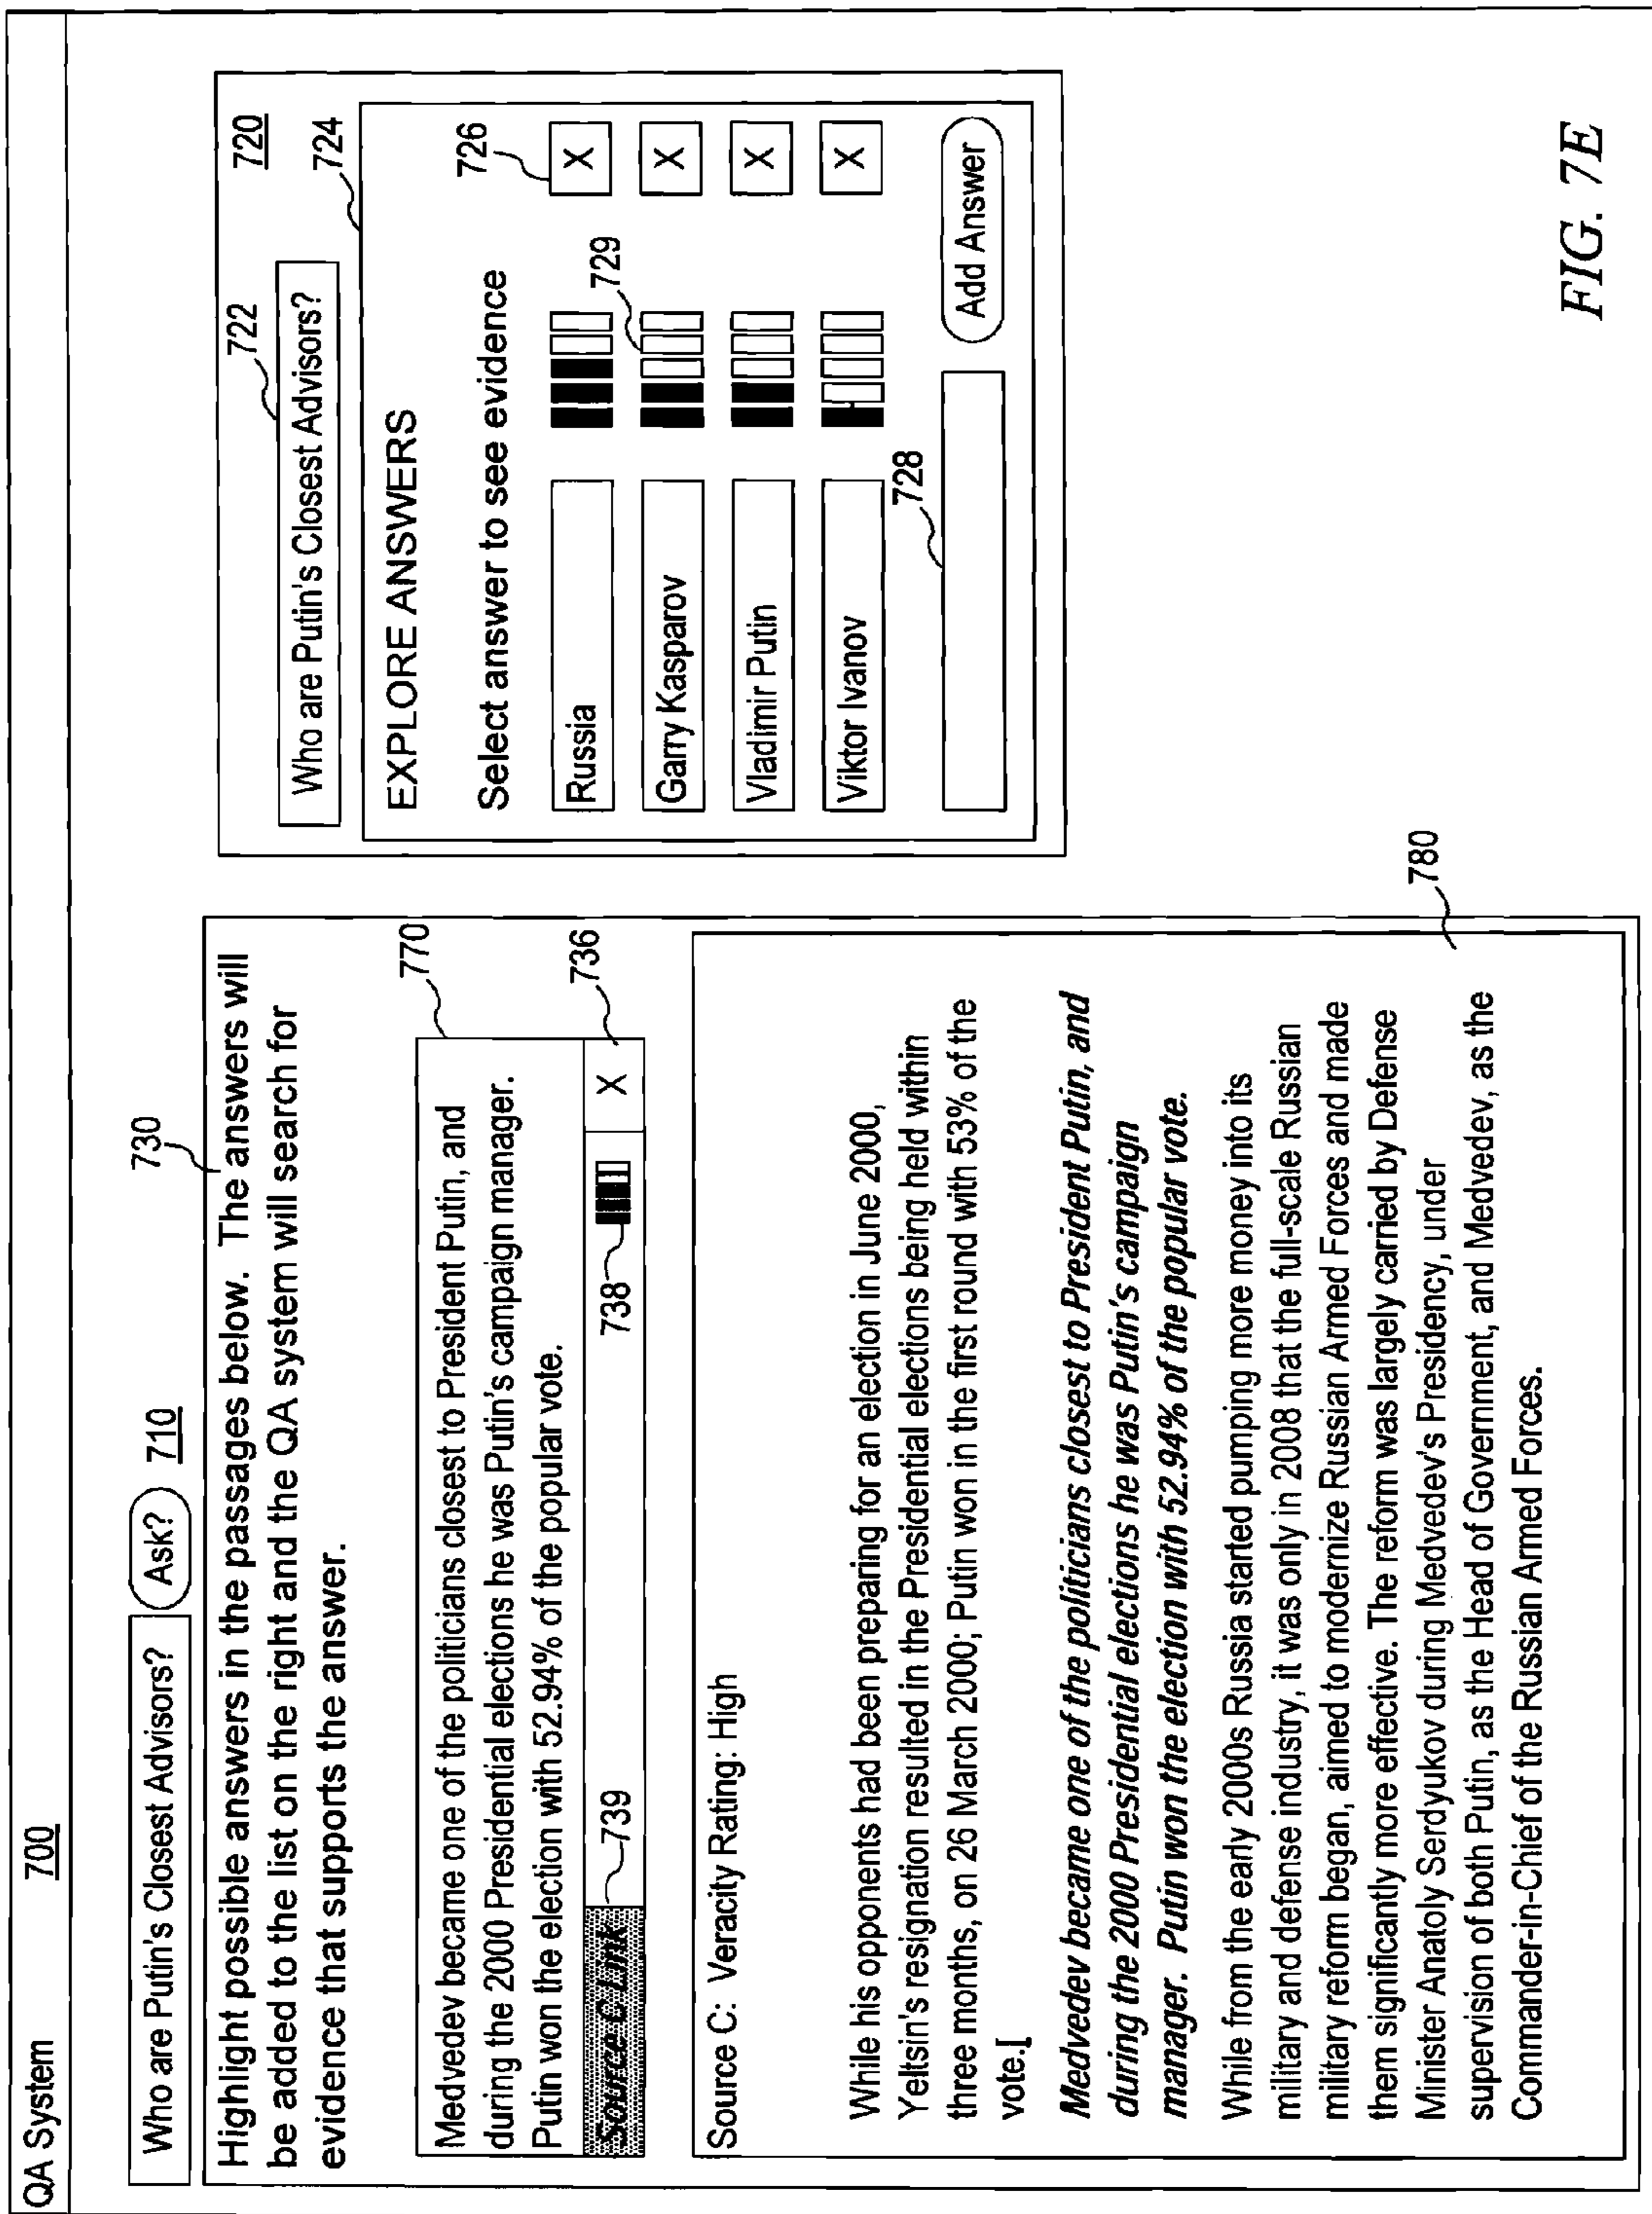 QA System 700
Who are Putin's Closest Advisors? Ask? 710
730
Highlight possible answers in the passages below. The answers will
be added to the list on the right and the QA system will search for
evidence that supports the answer.
770
Medvedev became one of the politicians closest to President Putin, and
during the 2000 Presidential elections he was Putin's campaign manager.
Putin won the election with 52.94% of the popular vote.
Source C Link 739 738 X 736
Source C: Veracity Rating: High
While his opponents had been preparing for an election in June 2000,
Yeltsin's resignation resulted in the Presidential elections being held within
three months, on 26 March 2000; Putin won in the first round with 53% of the
vote.
Medvedev became one of the politicians closest to President Putin, and
during the 2000 Presidential elections he was Putin's campaign
manager. Putin won the election with 52.94% of the popular vote.
While from the early 2000s Russia started pumping more money into its
military and defense industry, it was only in 2008 that the full-scale Russian
military reform began, aimed to modernize Russian Armed Forces and made
them significantly more effective. The reform was largely carried by Defense
Minister Anatoly Serdyukov during Medvedev's Presidency, under
supervision of both Putin, as the Head of Government, and Medvedev, as the
Commander-in-Chief of the Russian Armed Forces.
780
722 720
Who are Putin's Closest Advisors?
724
EXPLORE ANSWERS
Select answer to see evidence
726
Russia X
729
Garry Kasparov X
Vladimir Putin X
Viktor Ivanov X
728
Add Answer
FIG. 7E